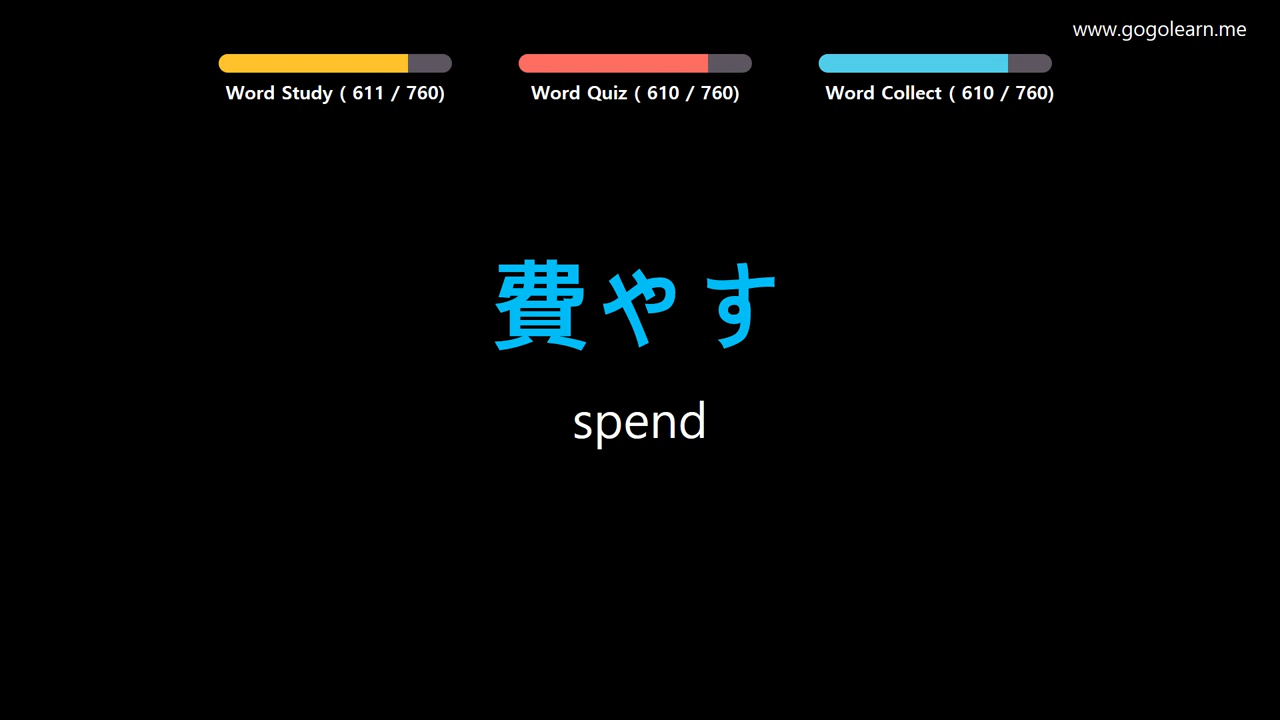 www.gogolearn.me
Word Study ( 611 / 760)
Word Quiz ( 610 / 760)
Word Collect ( 610 / 760)
費やす
spend